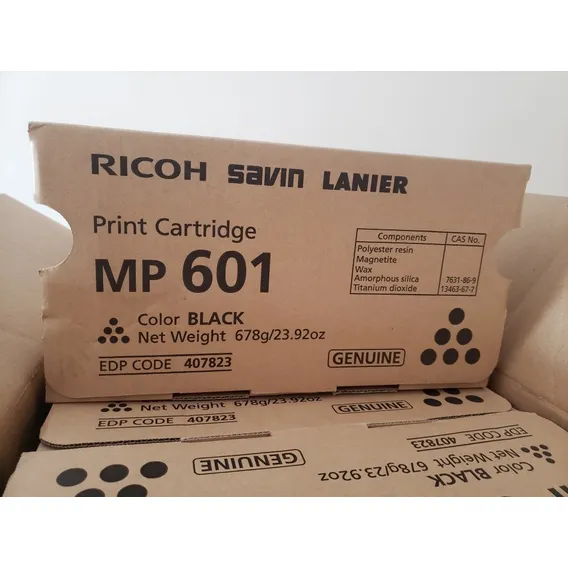 RICOH savin LANIER
Print Cartridge
MP 601
Color BLACK
Net Weight 678g/23.92oz
EDP CODE 407823
Components CAS No.
Polyester resin
Magnetite
Wax
Amorphous silica 7631-86-9
Titanium dioxide 13463-67-7
GENUINE
Net Weight 678g/23.92oz
EDP CODE 407823
GENUINE
GENUINE
EDP CODE 407823
Net Weight 678g/23.92oz
Color BLACK